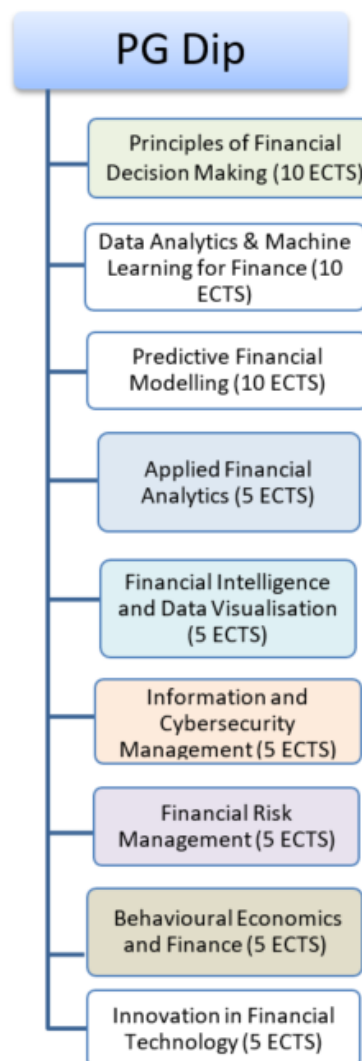 PG Dip
Principles of Financial
Decision Making (10 ECTS)
Data Analytics & Machine
Learning for Finance (10
ECTS)
Predictive Financial
Modelling (10 ECTS)
Applied Financial
Analytics (5 ECTS)
Financial Intelligence
and Data Visualisation
(5 ECTS)
Information and
Cybersecurity
Management (5 ECTS)
Financial Risk
Management (5 ECTS)
Behavioural Economics
and Finance (5 ECTS)
Innovation in Financial
Technology (5 ECTS)